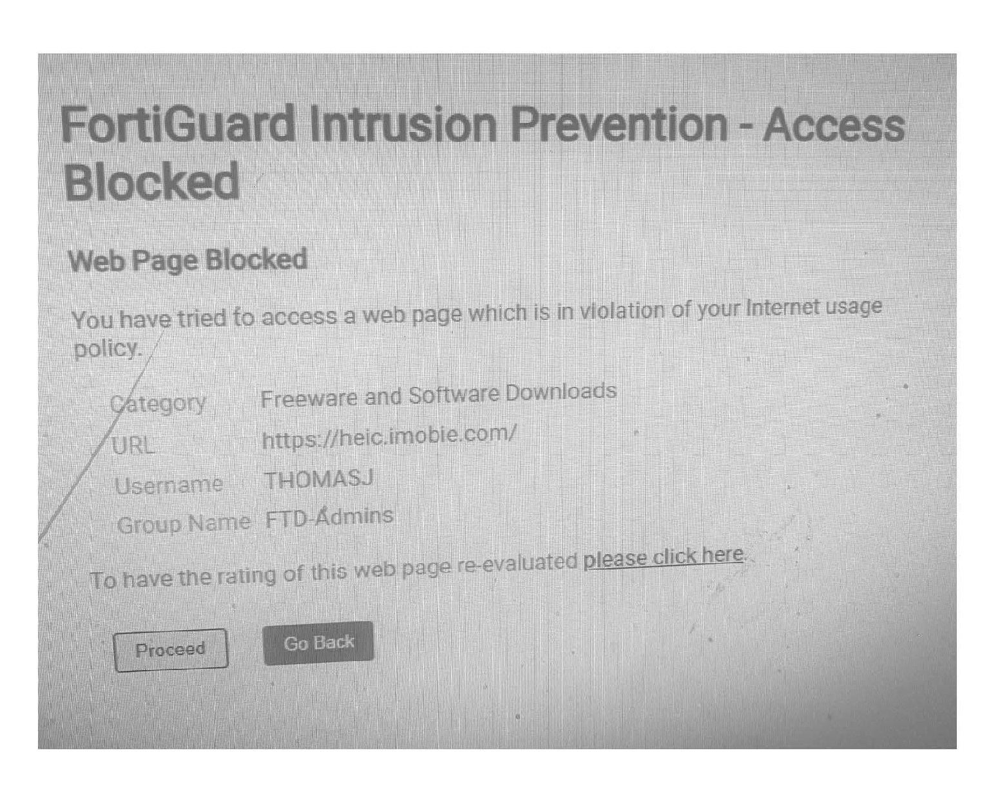 FortiGuard Intrusion Prevention - Access
Blocked
Web Page Blocked
You have tried to access a web page which is in violation of your Internet usage
policy.
Category Freeware and Software Downloads
URL https://heic.imobie.com/
Username THOMASJ
Group Name FTD-Admins
To have the rating of this web page re-evaluated please click here.
Proceed Go Back